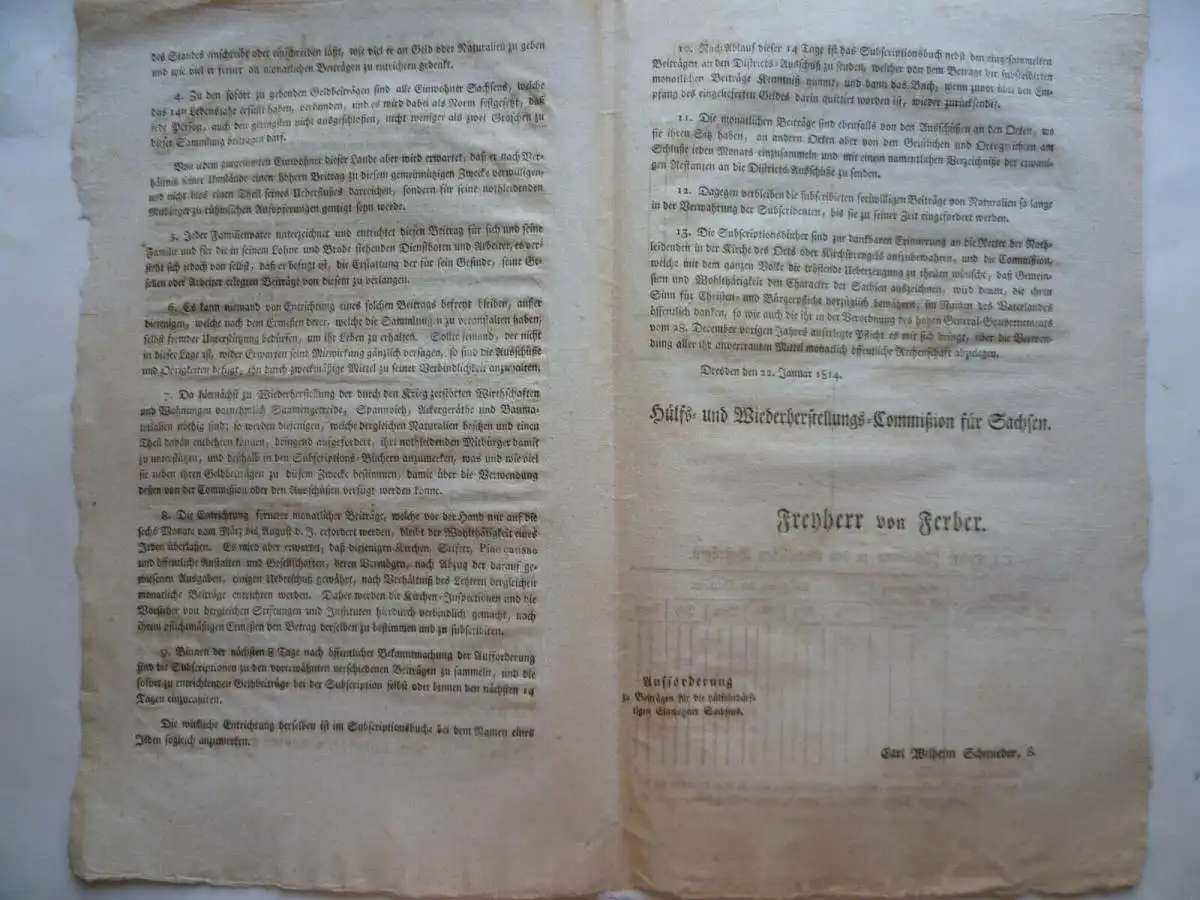 des Standes einschreibt oder einschreiben läßt, wie viel er an Geld oder Naturalien zu geben
und wie viel er ferner an monatlichen Beiträgen zu entrichten gedenkt.
4. Zu den sofort zu gebenden Geldbeiträgen sind alle Einwohner Sachsens, welche
das 14te Lebensjahr erfüllt haben, verbunden, und es wird dabei als Norm festgesetzt, daß
jede Person, auch den geringsten nicht ausgeschloßen, nicht weniger als zwei Groschen zu
dieser Sammlung beitragen darf.
Von jedem gutgesinnten Einwohner dieser Lande aber wird erwartet, daß er nach Ver-
hältniß seiner Umstände einen höhern Beitrag zu diesem gemeinnützigen Zwecke verwilligen,
und nicht blos einen Theil seines Ueberflußes darreichen, sondern für seine nothleidenden
Mitbürger zu rühmlichen Aufopferungen geneigt seyn werde.
5. Jeder Familienvater unterzeichnet und entrichtet diesen Beitrag für sich und seine
Familie und für die in seinem Lohne und Brode stehenden Dienstboten und Arbeiter, es ver-
steht sich jedoch von selbst, daß er befugt ist, die Erstattung der für sein Gesinde, seine Ge-
sellen oder Arbeiter erlegten Beiträge von diesem zu verlangen.
6. Es kann niemand von Entrichtung eines solchen Beitrags befreyt bleiben, außer
diejenigen, welche nach dem Ermeßen derer, welche die Sammlungen zu veranstalten haben,
selbst fremder Unterstützung bedürfen, um ihr Leben zu erhalten. Sollte jemand, der nicht
in dieser Lage ist, wider Erwarten seine Mitwirkung gänzlich versagen, so sind die Ausschüße
und Obrigkeiten befugt, ihn durch zweckmäßige Mittel zu seiner Verbindlichkeit anzuhalten.
7. Da hiernächst zu Wiederherstellung der durch den Krieg zerstörten Wirthschaften
und Wohnungen vornehmlich Saamengetreide, Spannvieh, Ackergeräthe und Bauma-
terialien nöthig sind; so werden diejenigen, welche dergleichen Naturalien besitzen und einen
Theil davon entbehren können, dringend aufgefordert, ihre nothleidenden Mitbürger damit
zu unterstützen, und deshalb in den Subscriptions-Büchern anzumerken, was und wie viel
sie neben ihren Geldbeiträgen zu diesem Zwecke bestimmen, damit über die Verwendung
deßen von der Commißion oder den Ausschüßen verfügt werden könne.
8. Die Entrichtung fernerer monatlicher Beiträge, welche vor der Hand nur auf die
sechs Monate vom März bis August d. J. erfordert werden, bleibt der Wohlthätigkeit eines
Jeden überlaßen. Es wird aber erwartet, daß diejenigen Kirchen, Stifter, Piae causae
und öffentliche Anstalten und Gesellschaften, deren Vermögen, nach Abzug der darauf ge-
wiesenen Ausgaben, einigen Ueberschuß gewährt, nach Verhältniß des Letztern dergleichen
monatliche Beiträge entrichten werden. Daher werden die Kirchen-Inspectionen und die
Vorsteher von dergleichen Stiftungen und Instituten hierdurch verbindlich gemacht, nach
ihrem pflichtmäßigen Ermeßen den Betrag derselben zu bestimmen und zu subscribiren.
9. Binnen der nächsten 8 Tage nach öffentlicher Bekanntmachung der Aufforderung
sind die Subscriptionen zu den vorerwähnten verschiedenen Beiträgen zu sammeln, und die
sofort zu entrichtenden Geldbeiträge bei der Subscription selbst oder binnen den nächsten 14
Tagen einzucaßiren.
Die wirkliche Entrichtung derselben ist im Subscriptionsbuche bei dem Namen eines
Jeden sogleich anzumerken.
10. Nach Ablauf dieser 14 Tage ist das Subscriptionsbuch nebst den eingesammelten
Beiträgen an den Districts-Ausschuß zu senden, welcher von dem Betrage der subscribirten
monatlichen Beiträge Kenntniß nimmt, und dann das Buch, wenn zuvor über den Em-
pfang des eingelieferten Geldes darin quittirt worden ist, wieder zurücksendet.
11. Die monatlichen Beiträge sind ebenfalls von den Ausschüßen an den Orten, wo
sie ihren Sitz haben, an andern Orten aber von den Geistlichen und Ortsgerichten am
Schluße jeden Monats einzusammeln und mit einem namentlichen Verzeichniße der etwani-
gen Restanten an die Districts-Ausschüße zu senden.
12. Dagegen verbleiben die subscribirten freiwilligen Beiträge von Naturalien so lange
in der Verwahrung der Subscribenten, bis sie zu seiner Zeit eingefordert werden.
13. Die Subscriptionsbücher sind zur dankbaren Erinnerung an die Retter der Noth-
leidenden in der Kirche des Orts oder Kirchsprengels aufzubewahren, und die Commißion,
welche mit dem ganzen Volke die tröstende Ueberzeugung zu theilen wünscht, daß Gemein-
sinn und Wohlthätigkeit den Character der Sachsen auszeichnen, wird denen, die ihren
Sinn für Christen- und Bürgerpflicht vorzüglich bewähren, im Namen des Vaterlandes
öffentlich danken, so wie auch die ihr in der Verordnung des hohen General-Gouvernements
vom 28. December vorigen Jahres auferlegte Pflicht es mit sich bringt, über die Verwen-
dung aller ihr anvertrauten Mittel monatlich öffentliche Rechenschaft abzulegen.
Dresden den 22. Januar 1814.
Hülfs- und Wiederherstellungs-Commißion für Sachsen.
Freyherr von Ferber.
Aufforderung
zu Beiträgen für die hülfsbedürf-
tigen Einwohner Sachsens.
Carl Wilhelm Schmieder, S.